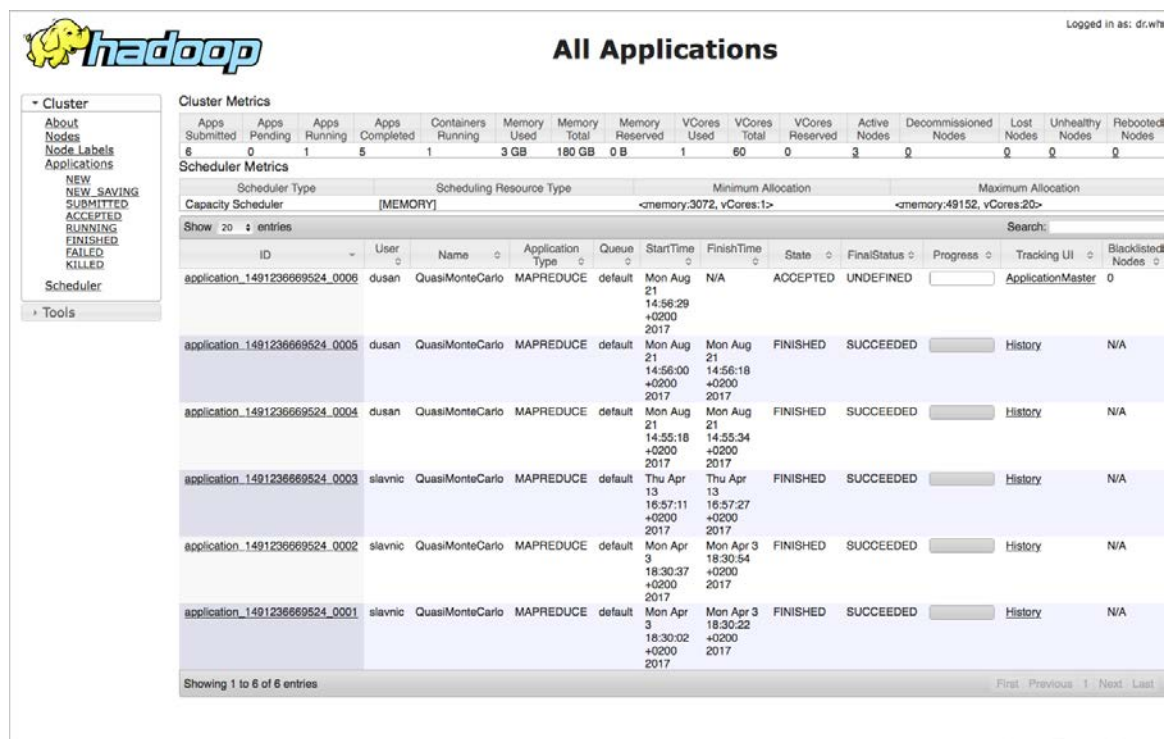 Logged in as: dr.who
hadoop
All Applications
Cluster
About
Nodes
Node Labels
Applications
NEW
NEW_SAVING
SUBMITTED
ACCEPTED
RUNNING
FINISHED
FAILED
KILLED
Scheduler
Tools
Cluster Metrics
Apps Submitted Apps Pending Apps Running Apps Completed Containers Running Memory Used Memory Total Memory Reserved VCores Used VCores Total VCores Reserved Active Nodes Decommissioned Nodes Lost Nodes Unhealthy Nodes Rebooted Nodes
6 0 1 5 1 3 GB 180 GB 0 B 1 60 0 3 0 0 0 0
Scheduler Metrics
Scheduler Type Scheduling Resource Type Minimum Allocation Maximum Allocation
Capacity Scheduler [MEMORY] <memory:3072, vCores:1> <memory:49152, vCores:20>
Show 20 entries Search:
ID User Name Application Type Queue StartTime FinishTime State FinalStatus Progress Tracking UI Blacklisted Nodes
application_1491236669524_0006 dusan QuasiMonteCarlo MAPREDUCE default Mon Aug 21 14:56:29 +0200 2017 N/A ACCEPTED UNDEFINED ApplicationMaster 0
application_1491236669524_0005 dusan QuasiMonteCarlo MAPREDUCE default Mon Aug 21 14:56:00 +0200 2017 Mon Aug 21 14:56:18 +0200 2017 FINISHED SUCCEEDED History N/A
application_1491236669524_0004 dusan QuasiMonteCarlo MAPREDUCE default Mon Aug 21 14:55:18 +0200 2017 Mon Aug 21 14:55:34 +0200 2017 FINISHED SUCCEEDED History N/A
application_1491236669524_0003 slavnic QuasiMonteCarlo MAPREDUCE default Thu Apr 13 16:57:11 +0200 2017 Thu Apr 13 16:57:27 +0200 2017 FINISHED SUCCEEDED History N/A
application_1491236669524_0002 slavnic QuasiMonteCarlo MAPREDUCE default Mon Apr 3 18:30:37 +0200 2017 Mon Apr 3 18:30:54 +0200 2017 FINISHED SUCCEEDED History N/A
application_1491236669524_0001 slavnic QuasiMonteCarlo MAPREDUCE default Mon Apr 3 18:30:02 +0200 2017 Mon Apr 3 18:30:22 +0200 2017 FINISHED SUCCEEDED History N/A
Showing 1 to 6 of 6 entries First Previous 1 Next Last